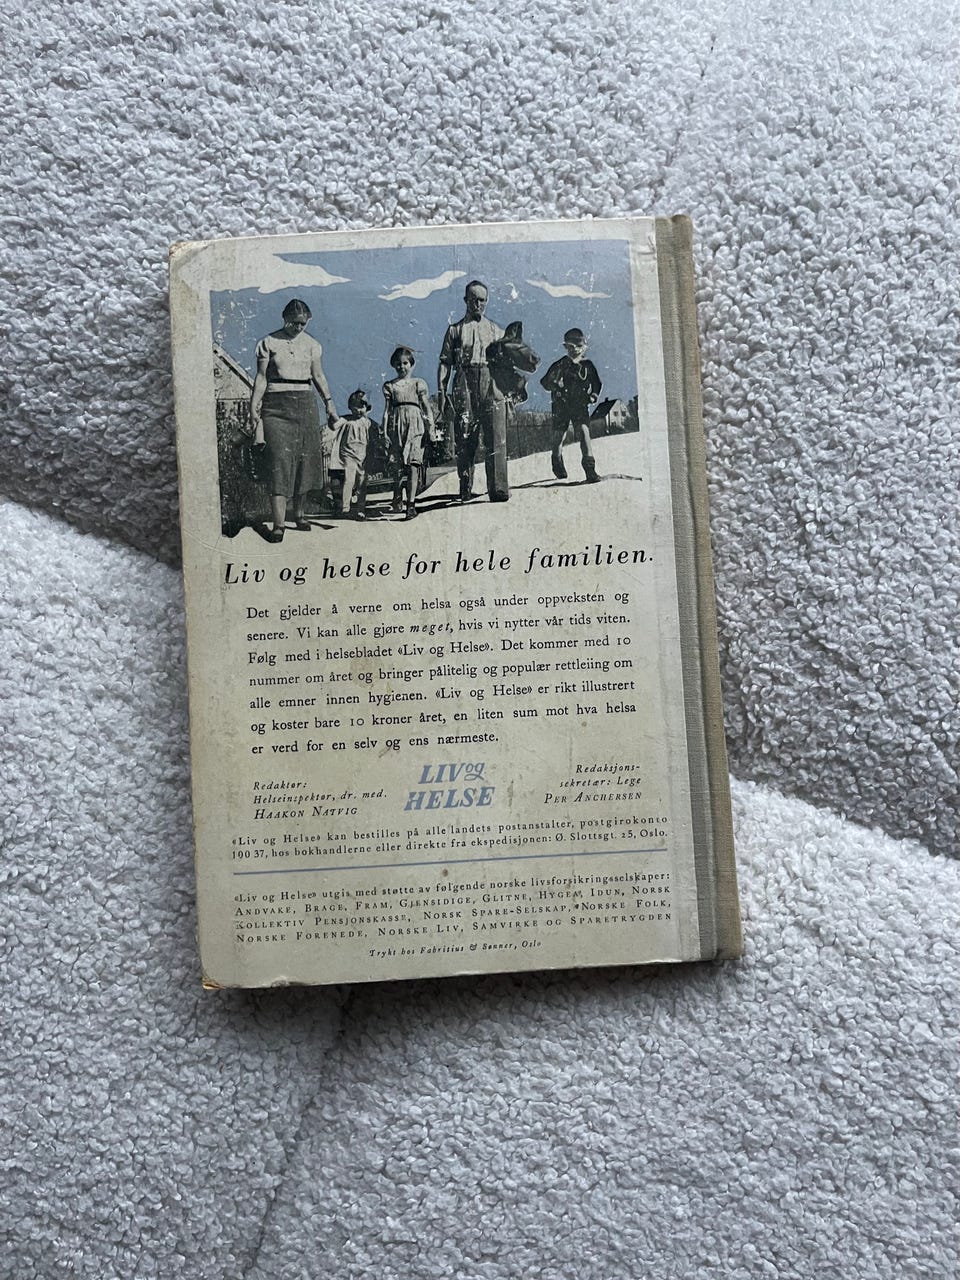 Liv og helse for hele familien.
Det gjelder å verne om helsa også under oppveksten og
senere. Vi kan alle gjøre meget, hvis vi nytter vår tids viten.
Følg med i helsebladet «Liv og Helse». Det kommer med 10
nummer om året og bringer pålitelig og populær rettleiing om
alle emner innen hygienen. «Liv og Helse» er rikt illustrert
og koster bare 10 kroner året, en liten sum mot hva helsa
er verd for en selv og ens nærmeste.
Redaktør:
Helseinspektør, dr. med.
HAAKON NATVIG
LIV og
HELSE
Redaksjons-
sekretær: Lege
PER ANCHERSEN
«Liv og Helse» kan bestilles på alle landets postanstalter, postgirokonto
100 37, hos bokhandlerne eller direkte fra ekspedisjonen: Ø. Slottsgt. 25, Oslo.
«Liv og Helse» utgis med støtte av følgende norske livsforsikringsselskaper:
ANDVAKE, BRAGE, FRAM, GJENSIDIGE, GLITNE, HYGEA, IDUN, NORSK
KOLLEKTIV PENSJONSKASSE, NORSK SPARE-SELSKAP, NORSKE FOLK,
NORSKE FORENEDE, NORSKE LIV, SAMVIRKE OG SPARETRYGDEN
Trykt hos Fabritius & Sønner, Oslo